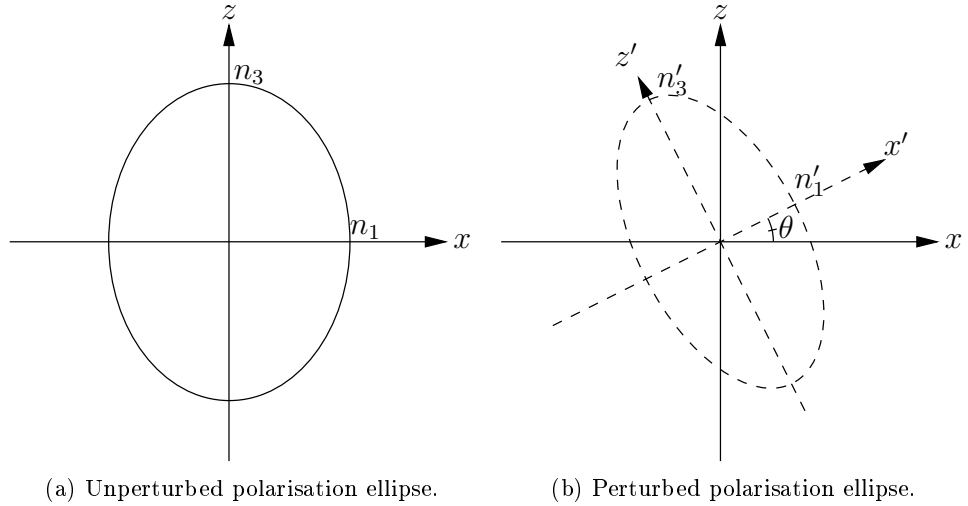 z
n₃
n₁
x
(a) Unperturbed polarisation ellipse.
z
z′
n′₃
x′
n′₁
θ
x
(b) Perturbed polarisation ellipse.